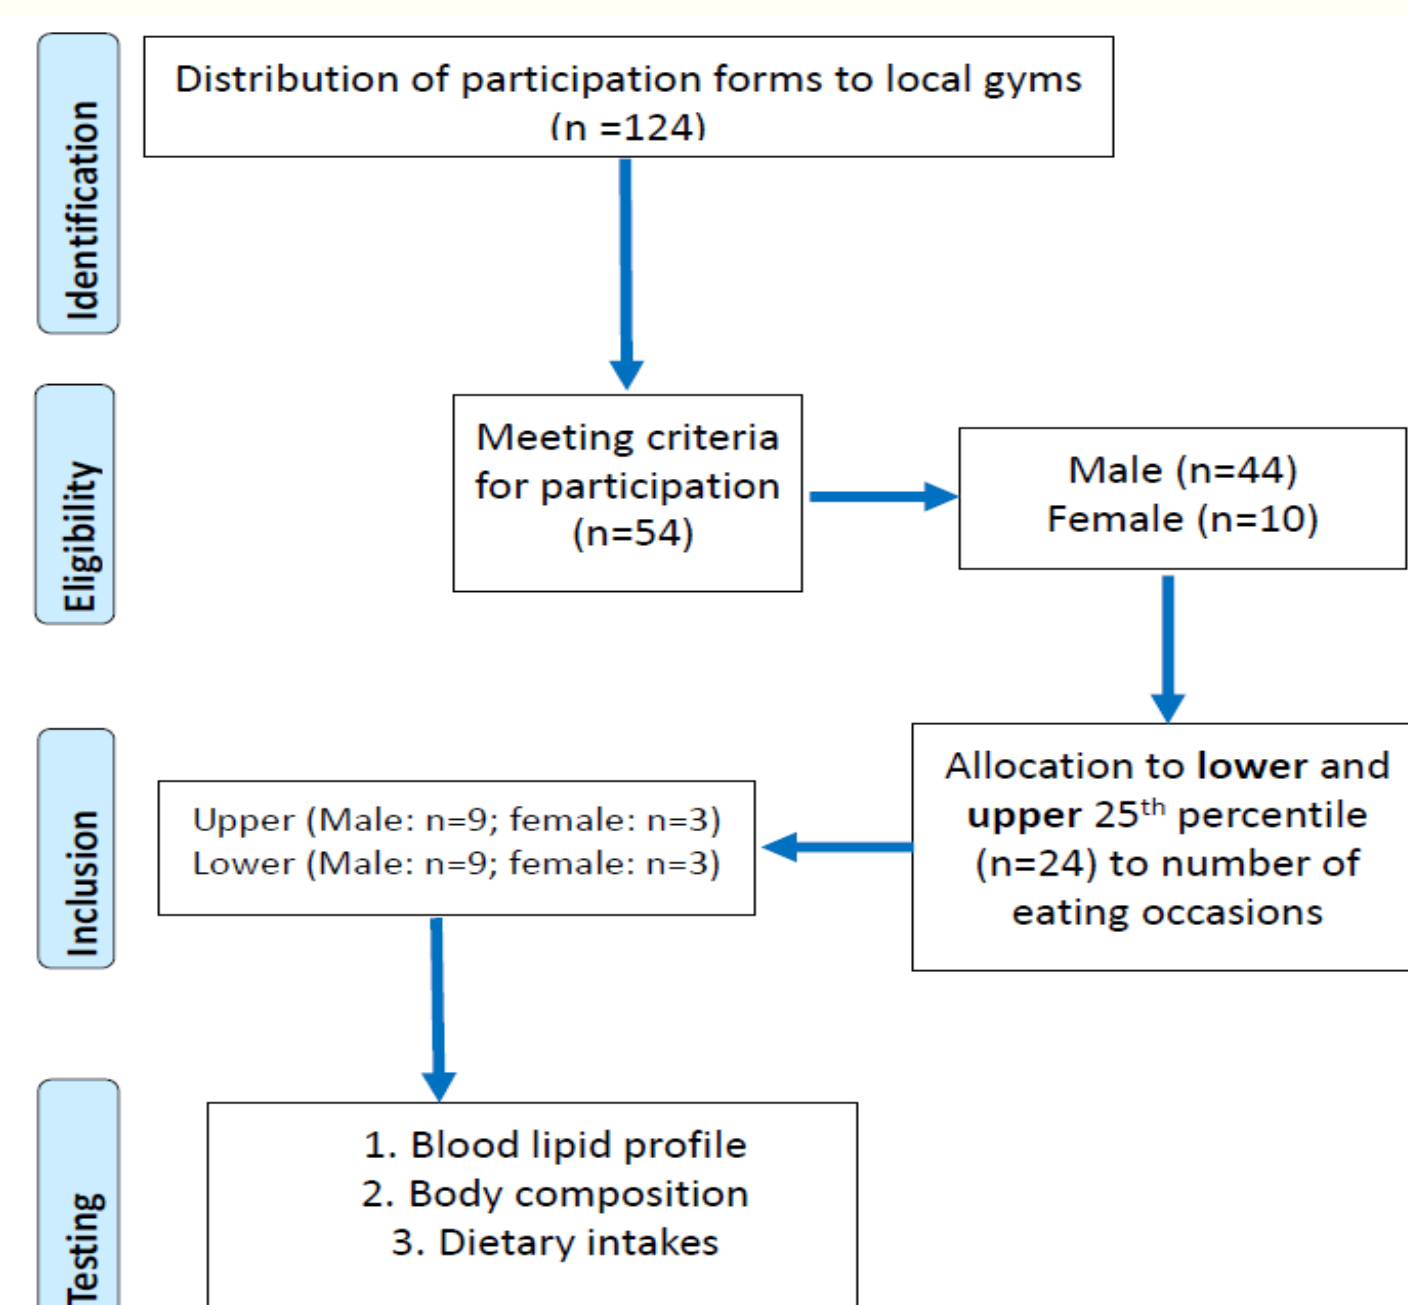 Identification
Distribution of participation forms to local gyms
(n =124)
Eligibility
Meeting criteria
for participation
(n=54)
Male (n=44)
Female (n=10)
Inclusion
Allocation to lower and
upper 25th percentile
(n=24) to number of
eating occasions
Upper (Male: n=9; female: n=3)
Lower (Male: n=9; female: n=3)
Testing
1. Blood lipid profile
2. Body composition
3. Dietary intakes